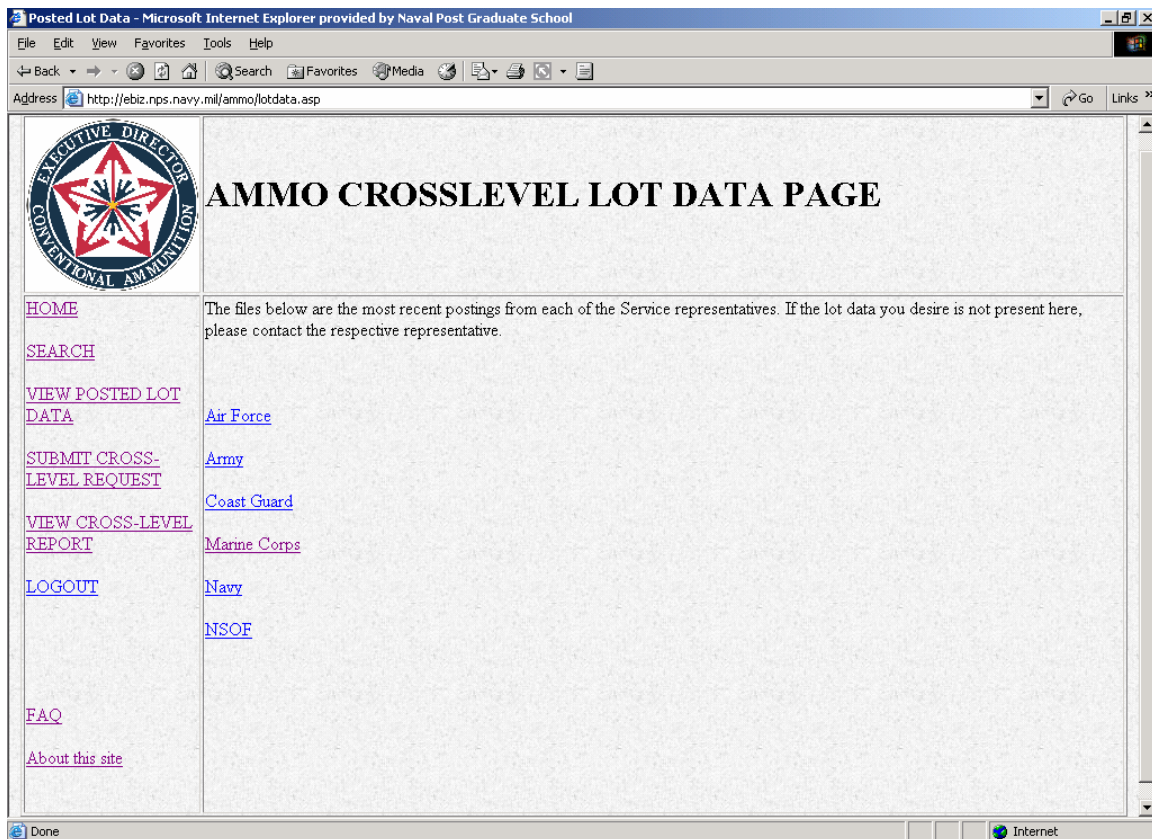 Posted Lot Data - Microsoft Internet Explorer provided by Naval Post Graduate School
File Edit View Favorites Tools Help
Back Search Favorites Media
Address http://ebiz.nps.navy.mil/ammo/lotdata.asp Go Links »
EXECUTIVE DIRECTOR
CONVENTIONAL AMMUNITION
AMMO CROSSLEVEL LOT DATA PAGE
HOME
SEARCH
VIEW POSTED LOT
DATA
SUBMIT CROSS-
LEVEL REQUEST
VIEW CROSS-LEVEL
REPORT
LOGOUT
FAQ
About this site
The files below are the most recent postings from each of the Service representatives. If the lot data you desire is not present here,
please contact the respective representative.
Air Force
Army
Coast Guard
Marine Corps
Navy
NSOF
Done Internet